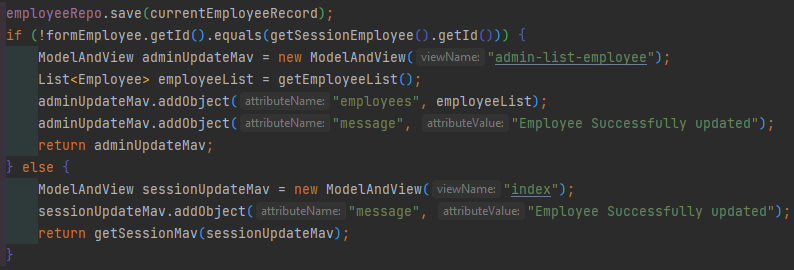 employeeRepo.save(currentEmployeeRecord);
if (!formEmployee.getId().equals(getSessionEmployee().getId())) {
ModelAndView adminUpdateMav = new ModelAndView( viewName: "admin-list-employee");
List<Employee> employeeList = getEmployeeList();
adminUpdateMav.addObject( attributeName: "employees", employeeList);
adminUpdateMav.addObject( attributeName: "message", attributeValue: "Employee Successfully updated");
return adminUpdateMav;
} else {
ModelAndView sessionUpdateMav = new ModelAndView( viewName: "index");
sessionUpdateMav.addObject( attributeName: "message", attributeValue: "Employee Successfully updated");
return getSessionMav(sessionUpdateMav);
}